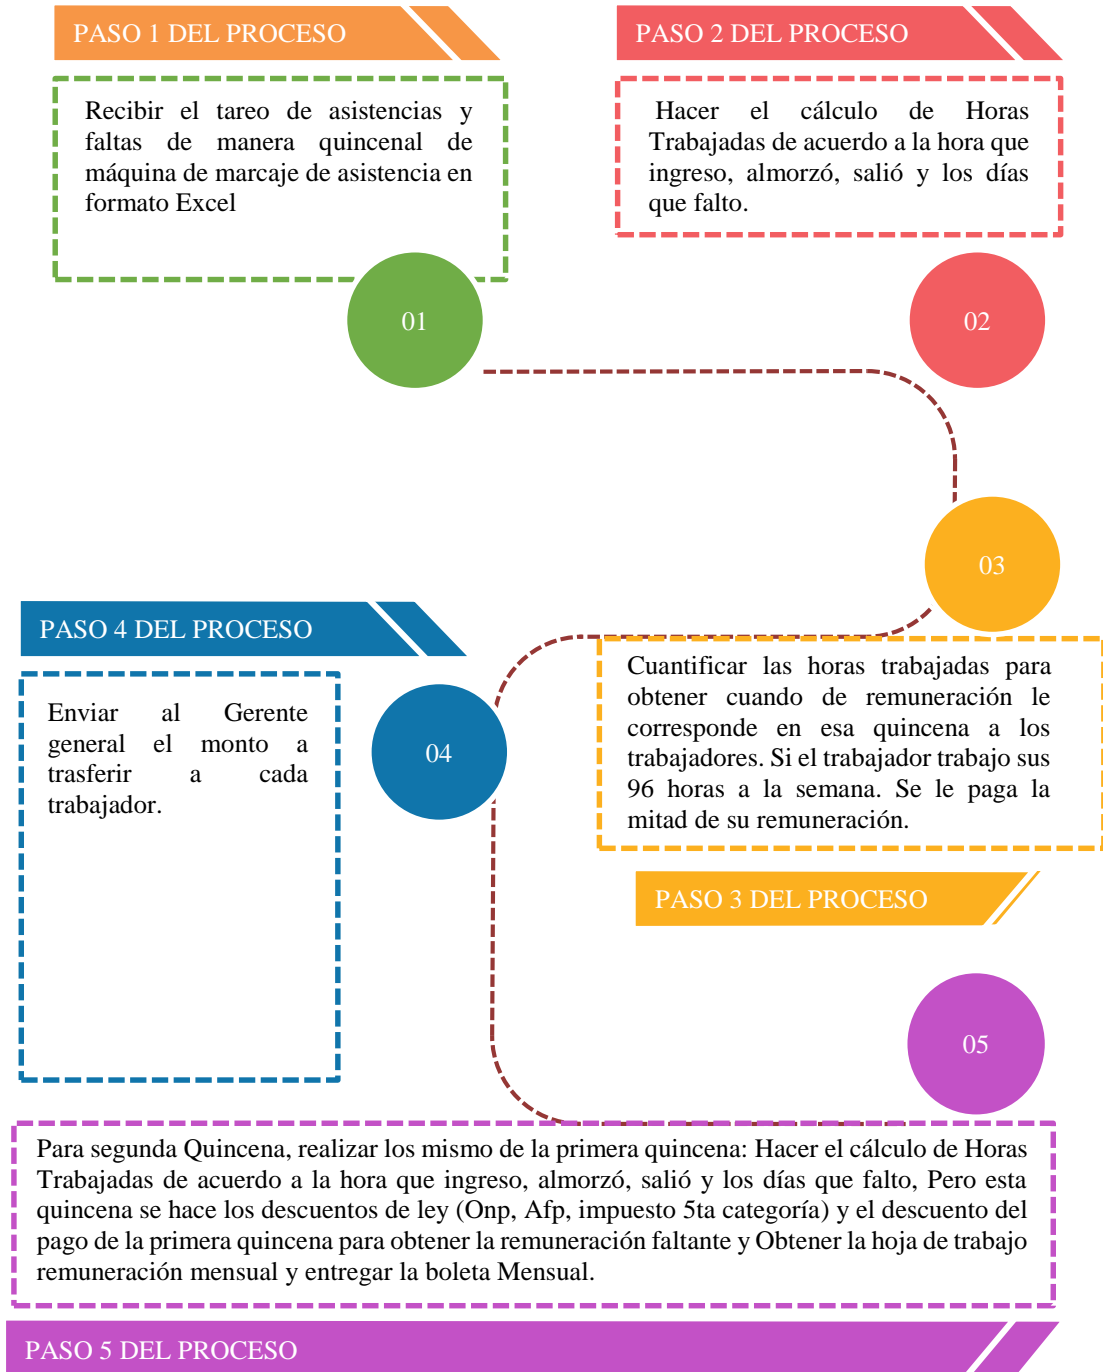 PASO 1 DEL PROCESO
Recibir el tareo de asistencias y
faltas de manera quincenal de
máquina de marcaje de asistencia en
formato Excel
01
PASO 2 DEL PROCESO
Hacer el cálculo de Horas
Trabajadas de acuerdo a la hora que
ingreso, almorzó, salió y los días
que falto.
02
03
Cuantificar las horas trabajadas para
obtener cuando de remuneración le
corresponde en esa quincena a los
trabajadores. Si el trabajador trabajo sus
96 horas a la semana. Se le paga la
mitad de su remuneración.
PASO 3 DEL PROCESO
PASO 4 DEL PROCESO
Enviar al Gerente
general el monto a
trasferir a cada
trabajador.
04
05
Para segunda Quincena, realizar los mismo de la primera quincena: Hacer el cálculo de Horas
Trabajadas de acuerdo a la hora que ingreso, almorzó, salió y los días que falto, Pero esta
quincena se hace los descuentos de ley (Onp, Afp, impuesto 5ta categoría) y el descuento del
pago de la primera quincena para obtener la remuneración faltante y Obtener la hoja de trabajo
remuneración mensual y entregar la boleta Mensual.
PASO 5 DEL PROCESO